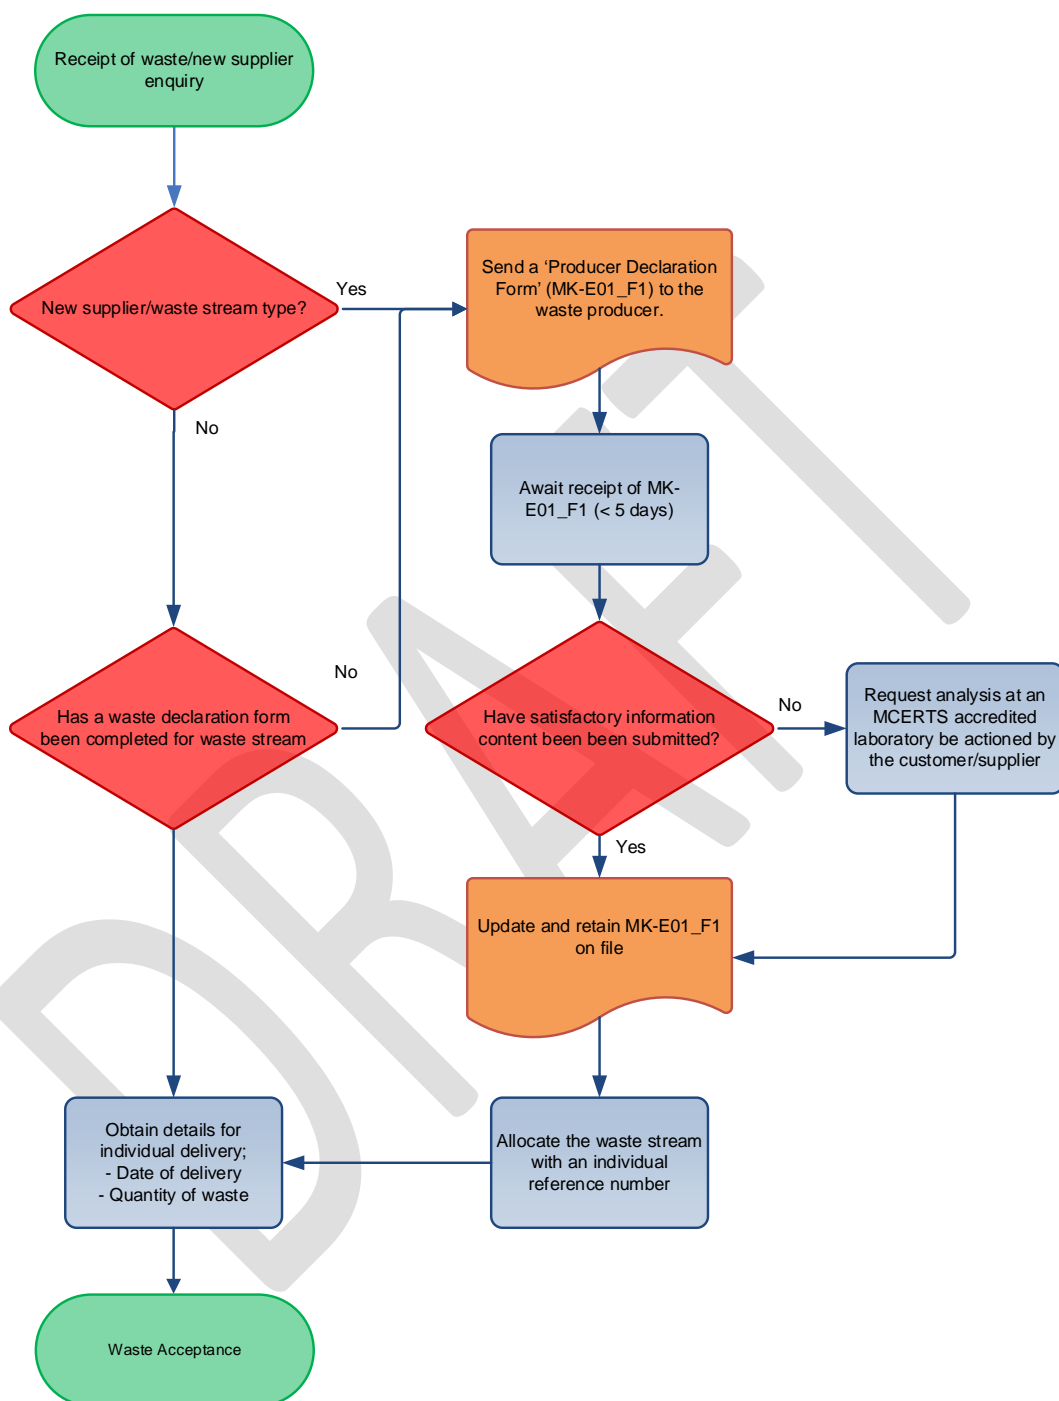 Receipt of waste/new supplier
enquiry
New supplier/waste stream type?
Yes
No
Send a ‘Producer Declaration
Form’ (MK-E01_F1) to the
waste producer.
Await receipt of MK-
E01_F1 (< 5 days)
Has a waste declaration form
been completed for waste stream
No
Have satisfactory information
content been been submitted?
No
Yes
Request analysis at an
MCERTS accredited
laboratory be actioned by
the customer/supplier
Update and retain MK-E01_F1
on file
Allocate the waste stream
with an individual
reference number
Obtain details for
individual delivery;
- Date of delivery
- Quantity of waste
Waste Acceptance
DRAFT